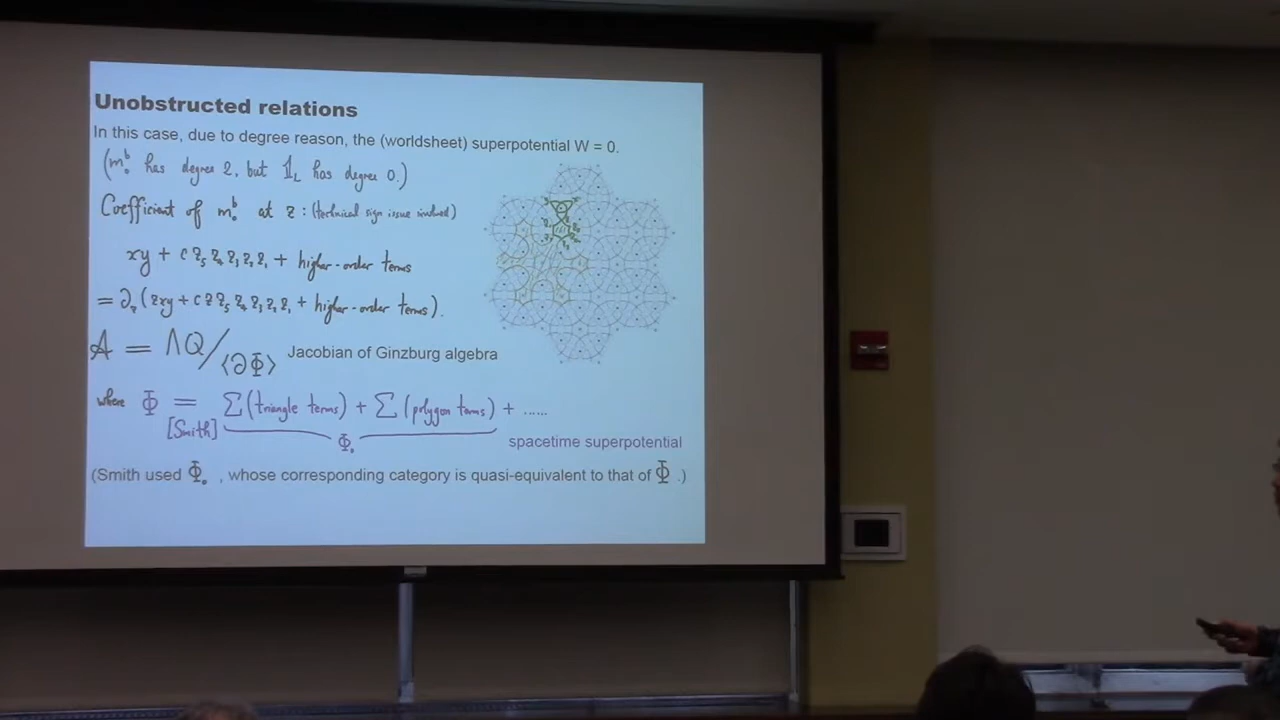 Unobstructed relations
In this case, due to degree reason, the (worldsheet) superpotential W = 0.
(m₀ᵇ has degree 2, but 𝟙_L has degree 0.)
Coefficient of m₀ᵇ at z : (technical sign issue involved)
xy + c z₅ z₄ z₃ z₂ z₁ + higher-order terms
= ∂_z (zxy + c z z₅ z₄ z₃ z₂ z₁ + higher-order terms).
A = ΛQ/⟨∂Φ⟩ Jacobian of Ginzburg algebra
where Φ = Σ(triangle terms) + Σ(polygon terms) + ......
[Smith] Φ₀ spacetime superpotential
(Smith used Φ₀ , whose corresponding category is quasi-equivalent to that of Φ .)